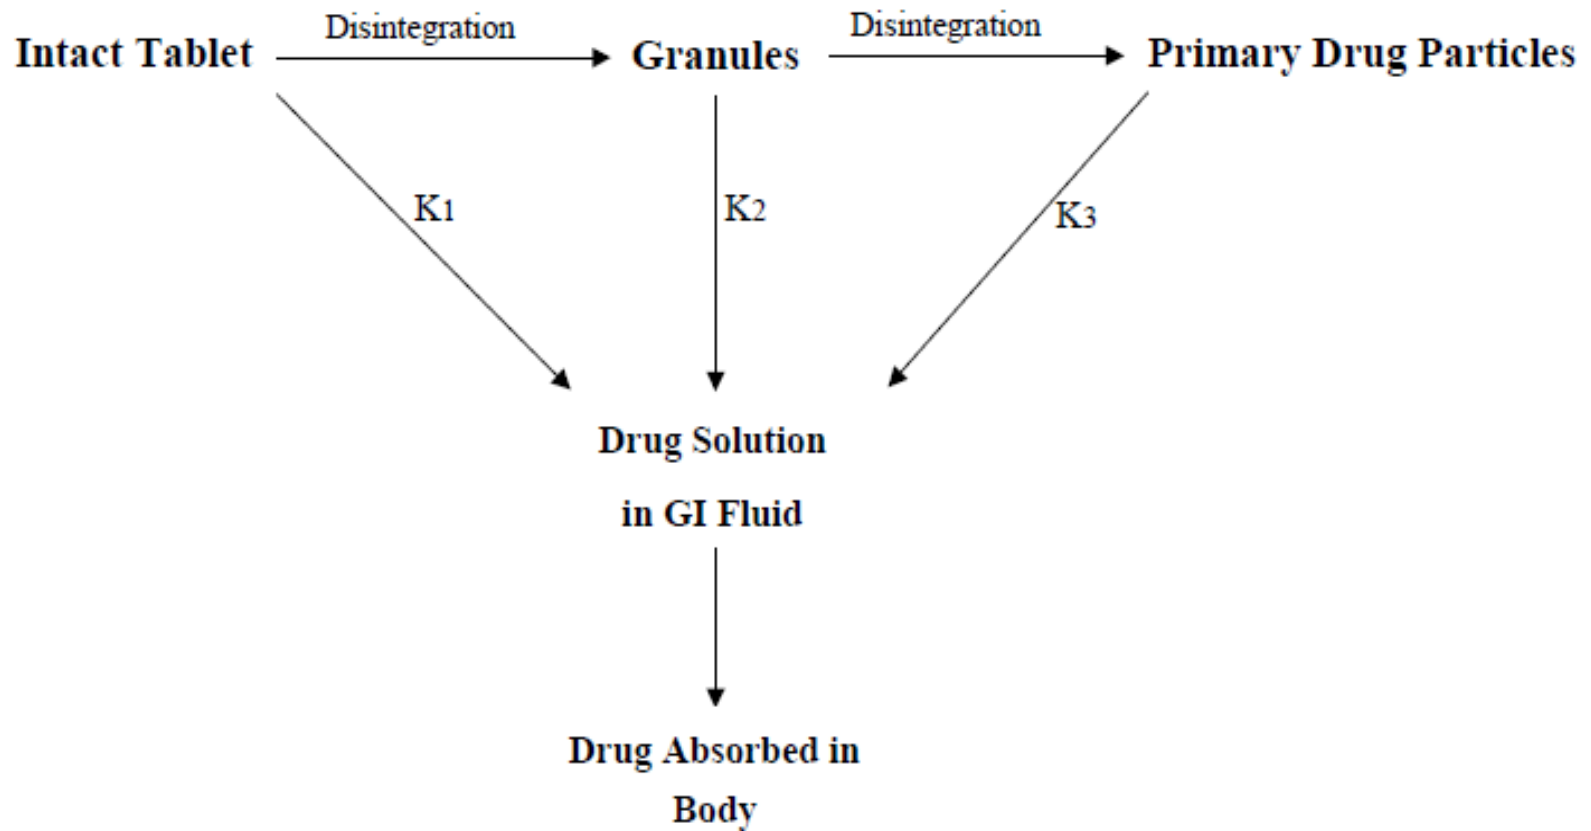 Disintegration
Disintegration
Intact Tablet
Granules
Primary Drug Particles
K1
K2
K3
Drug Solution
in GI Fluid
Drug Absorbed in
Body